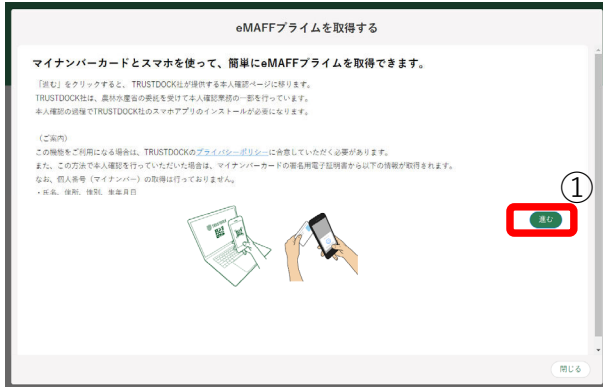 eMAFFプライムを取得する
マイナンバーカードとスマホを使って、簡単にeMAFFプライムを取得できます。
「進む」をクリックすると、TRUSTDOCK社が提供する本人確認ページに移ります。
TRUSTDOCK社は、農林水産省の委託を受けて本人確認業務の一部を行っています。
本人確認の過程でTRUSTDOCK社のスマホアプリのインストールが必要になります。
(ご案内)
この機能をご利用になる場合は、TRUSTDOCKのプライバシーポリシーに合意していただく必要があります。
また、この方法で本人確認を行っていただいた場合は、マイナンバーカードの署名用電子証明書から以下の情報が取得されます。
なお、個人番号(マイナンバー)の取得は行っておりません。
・氏名、住所、性別、生年月日
①
進む
閉じる